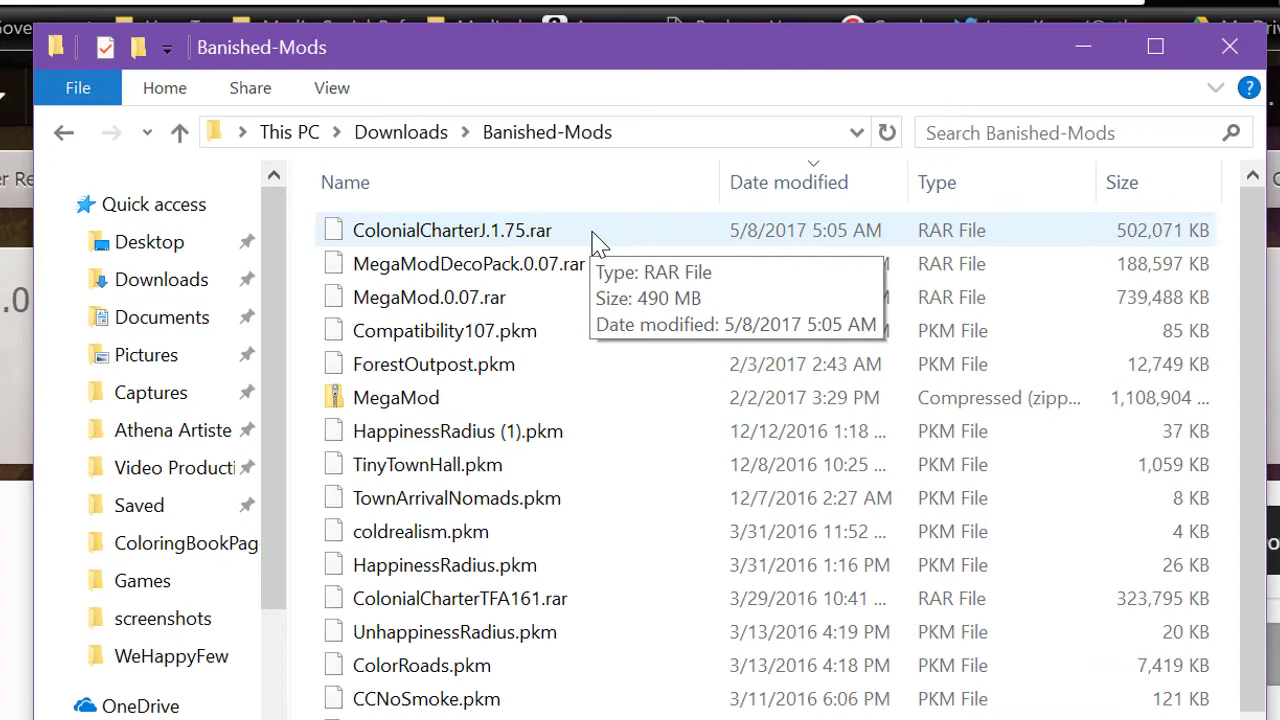 Banished-Mods
File Home Share View
This PC Downloads Banished-Mods Search Banished-Mods
Name Date modified Type Size
Quick access
Desktop
Downloads
Documents
Pictures
Captures
Athena Artiste
Video Producti
Saved
ColoringBookPag
Games
screenshots
WeHappyFew
OneDrive
ColonialCharterJ.1.75.rar 5/8/2017 5:05 AM RAR File 502,071 KB
MegaModDecoPack.0.07.rar RAR File 188,597 KB
MegaMod.0.07.rar RAR File 739,488 KB
Compatibility107.pkm PKM File 85 KB
ForestOutpost.pkm 2/3/2017 2:43 AM PKM File 12,749 KB
MegaMod 2/2/2017 3:29 PM Compressed (zipp... 1,108,904 ...
HappinessRadius (1).pkm 12/12/2016 1:18 ... PKM File 37 KB
TinyTownHall.pkm 12/8/2016 10:25 ... PKM File 1,059 KB
TownArrivalNomads.pkm 12/7/2016 2:27 AM PKM File 8 KB
coldrealism.pkm 3/31/2016 11:52 ... PKM File 4 KB
HappinessRadius.pkm 3/31/2016 1:16 PM PKM File 26 KB
ColonialCharterTFA161.rar 3/29/2016 10:41 ... RAR File 323,795 KB
UnhappinessRadius.pkm 3/13/2016 4:19 PM PKM File 20 KB
ColorRoads.pkm 3/13/2016 4:18 PM PKM File 7,419 KB
CCNoSmoke.pkm 3/11/2016 6:06 PM PKM File 121 KB
Type: RAR File
Size: 490 MB
Date modified: 5/8/2017 5:05 AM